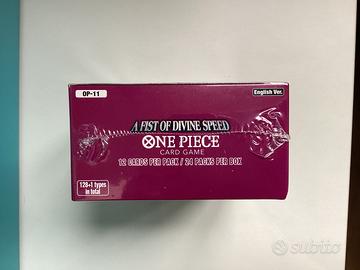 OP-11
English Ver.
A FIST OF DIVINE SPEED
ONE PIECE
CARD GAME
12 CARDS PER PACK / 24 PACKS PER BOX
128+1 types
in total
subito